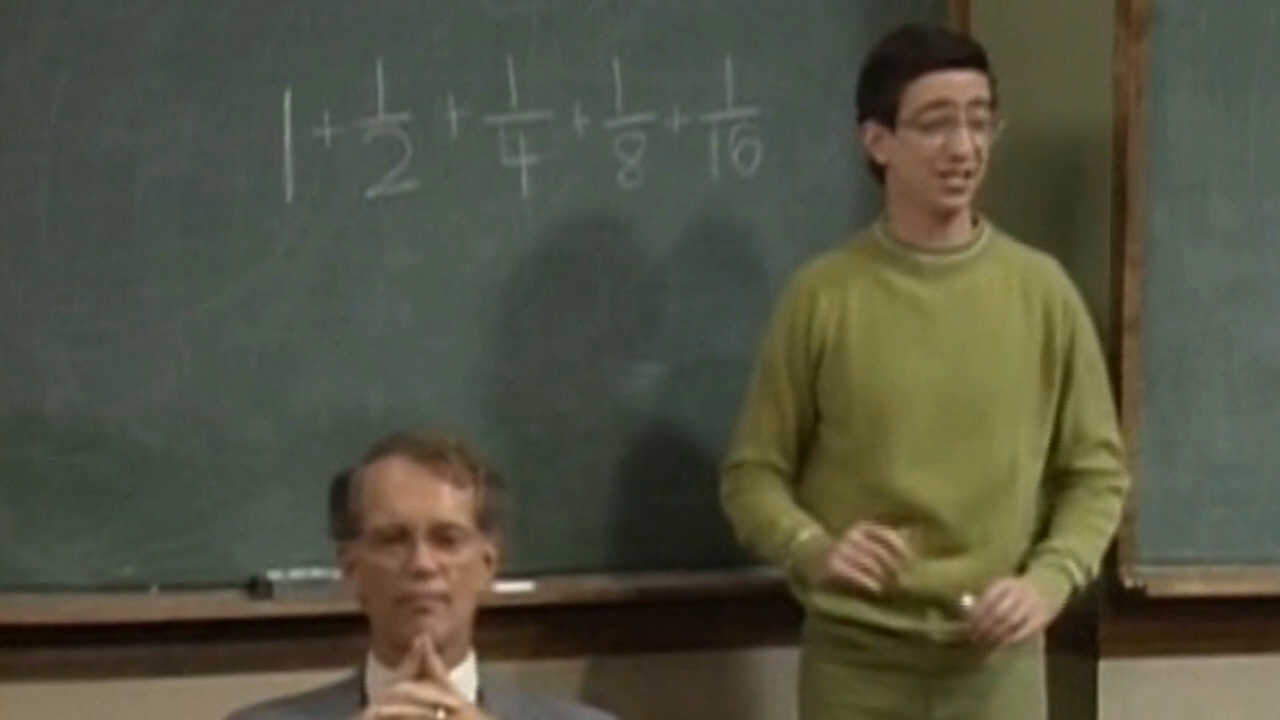 1 + 1/2 + 1/4 + 1/8 + 1/16